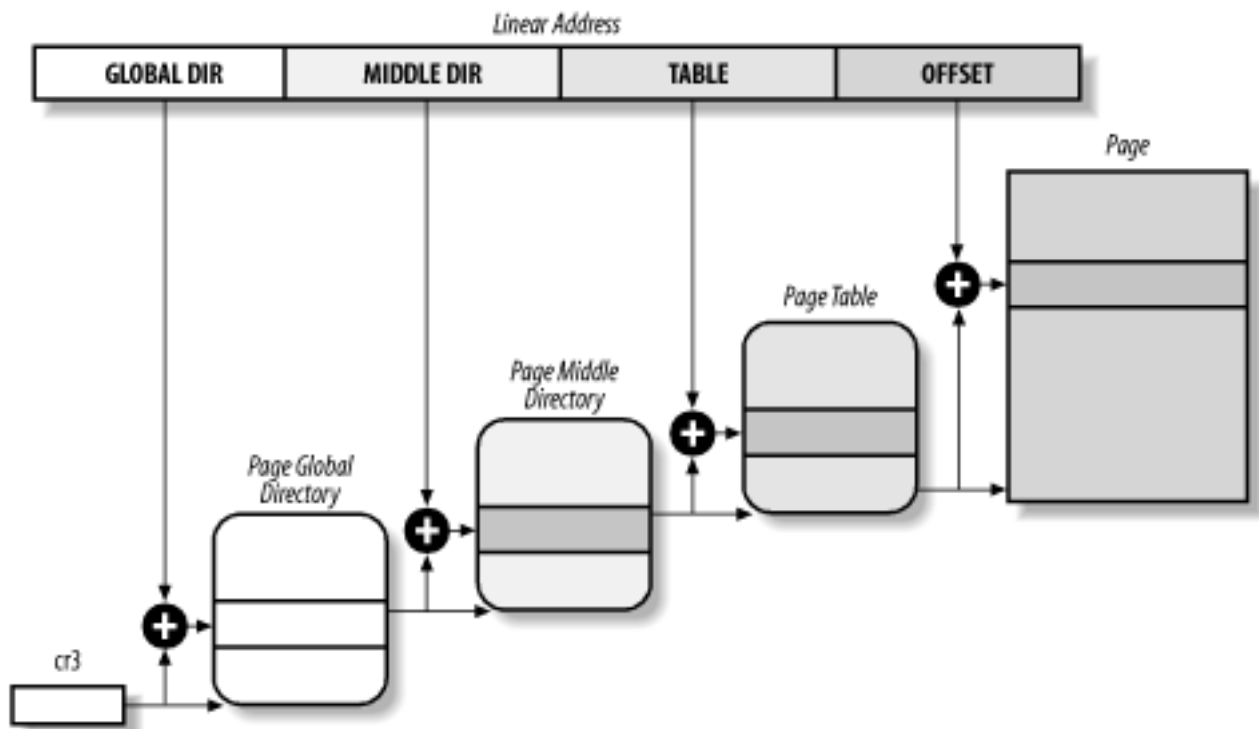 Linear Address
GLOBAL DIR
MIDDLE DIR
TABLE
OFFSET
Page
Page Table
Page Middle
Directory
Page Global
Directory
cr3